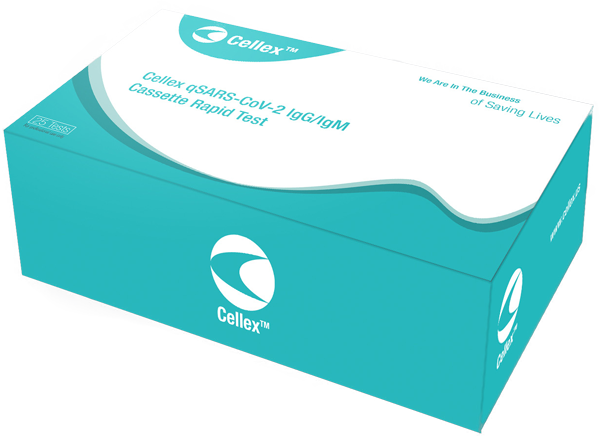 Cellex™
Cellex qSARS-CoV-2 IgG/IgM
Cassette Rapid Test
We Are In The Business
of Saving Lives
25 Tests
www.cellex.us
Cellex™
Cellex™